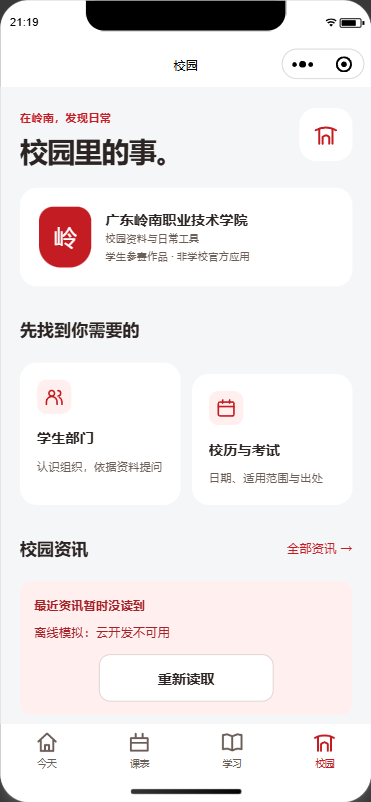 21:19
校园
在岭南，发现日常
校园里的事。
岭
广东岭南职业技术学院
校园资料与日常工具
学生参赛作品 · 非学校官方应用
先找到你需要的
学生部门
认识组织，依据资料提问
校历与考试
日期、适用范围与出处
校园资讯
全部资讯 →
最近资讯暂时没读到
离线模拟：云开发不可用
重新读取
今天
课表
学习
校园